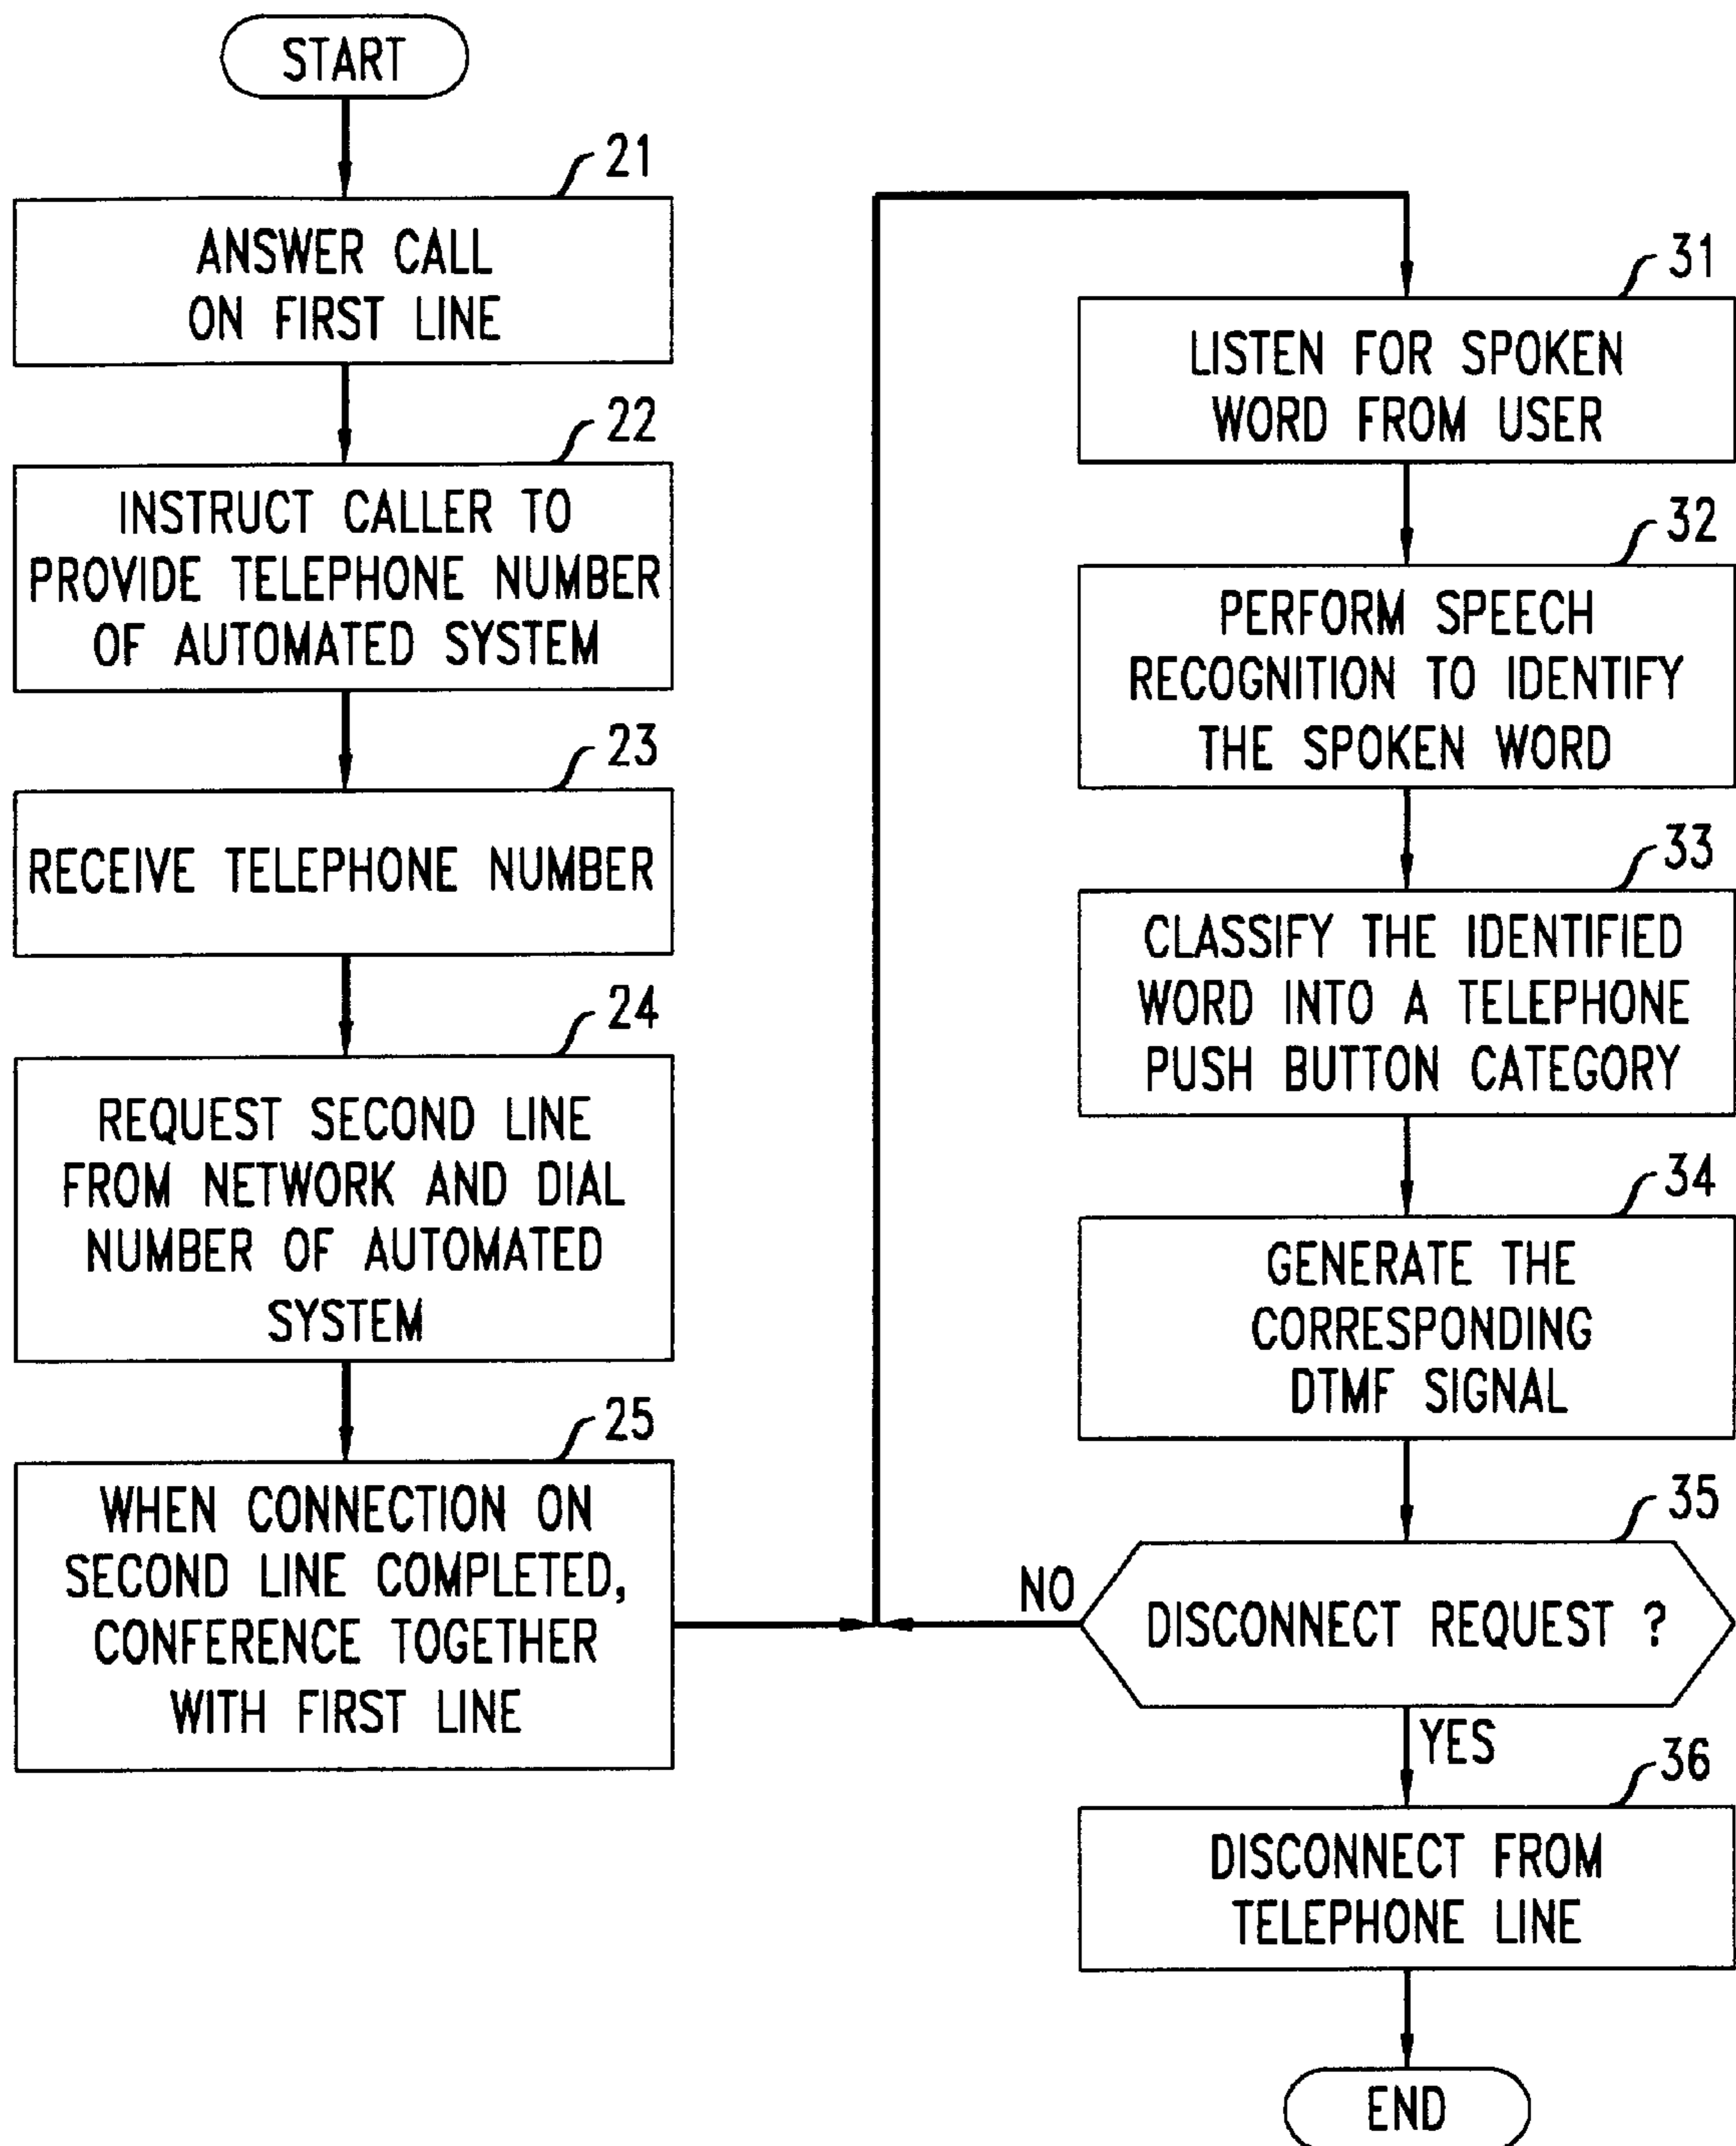 START
21
ANSWER CALL
ON FIRST LINE
22
INSTRUCT CALLER TO
PROVIDE TELEPHONE NUMBER
OF AUTOMATED SYSTEM
23
RECEIVE TELEPHONE NUMBER
24
REQUEST SECOND LINE
FROM NETWORK AND DIAL
NUMBER OF AUTOMATED
SYSTEM
25
WHEN CONNECTION ON
SECOND LINE COMPLETED,
CONFERENCE TOGETHER
WITH FIRST LINE
31
LISTEN FOR SPOKEN
WORD FROM USER
32
PERFORM SPEECH
RECOGNITION TO IDENTIFY
THE SPOKEN WORD
33
CLASSIFY THE IDENTIFIED
WORD INTO A TELEPHONE
PUSH BUTTON CATEGORY
34
GENERATE THE
CORRESPONDING
DTMF SIGNAL
35
NO
DISCONNECT REQUEST ?
YES
36
DISCONNECT FROM
TELEPHONE LINE
END